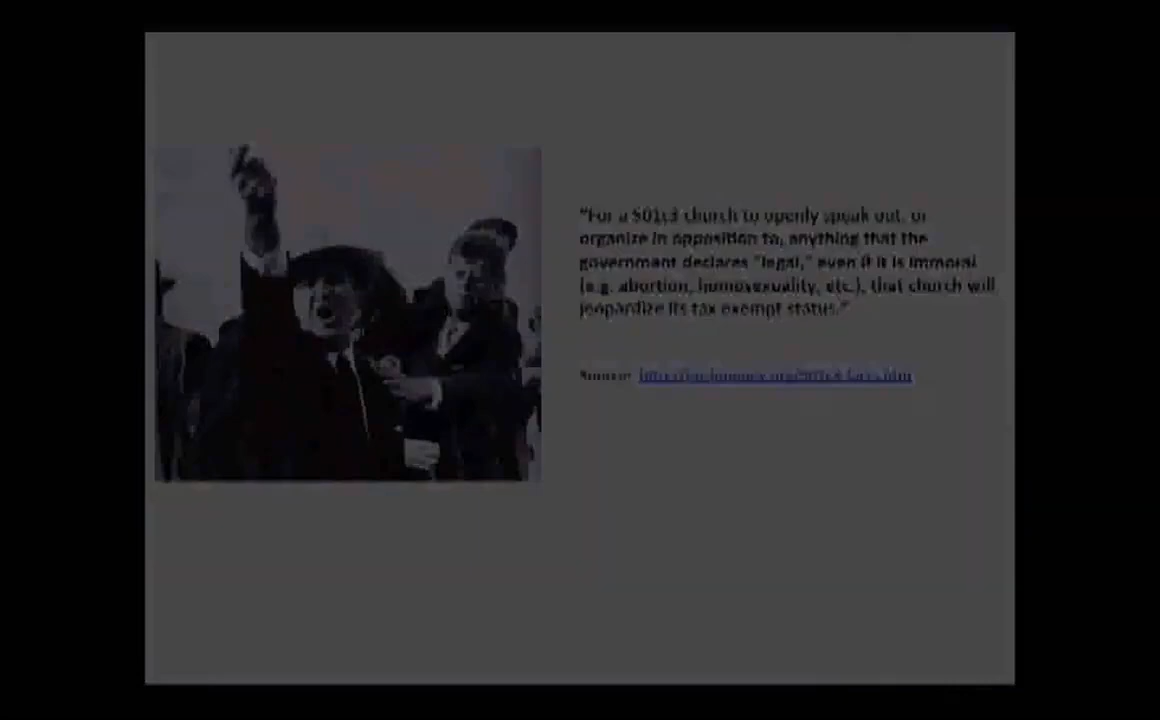 "For a 501c3 church to openly speak out, or
organize in opposition to, anything that the
government declares "legal," even if it is immoral
(e.g. abortion, homosexuality, etc.), that church will
jeopardize its tax exempt status."
Source: